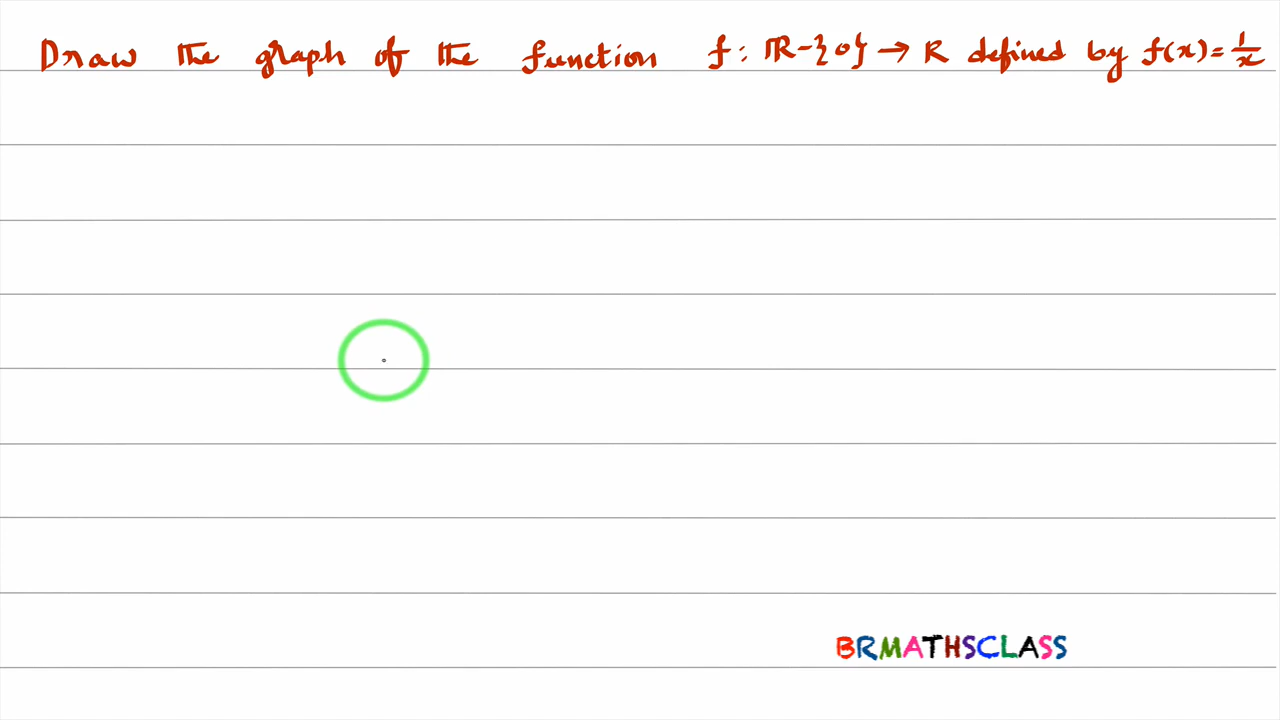 Draw the graph of the function f : ℝ-{0} → R defined by f(x)=1/x
BRMATHSCLASS